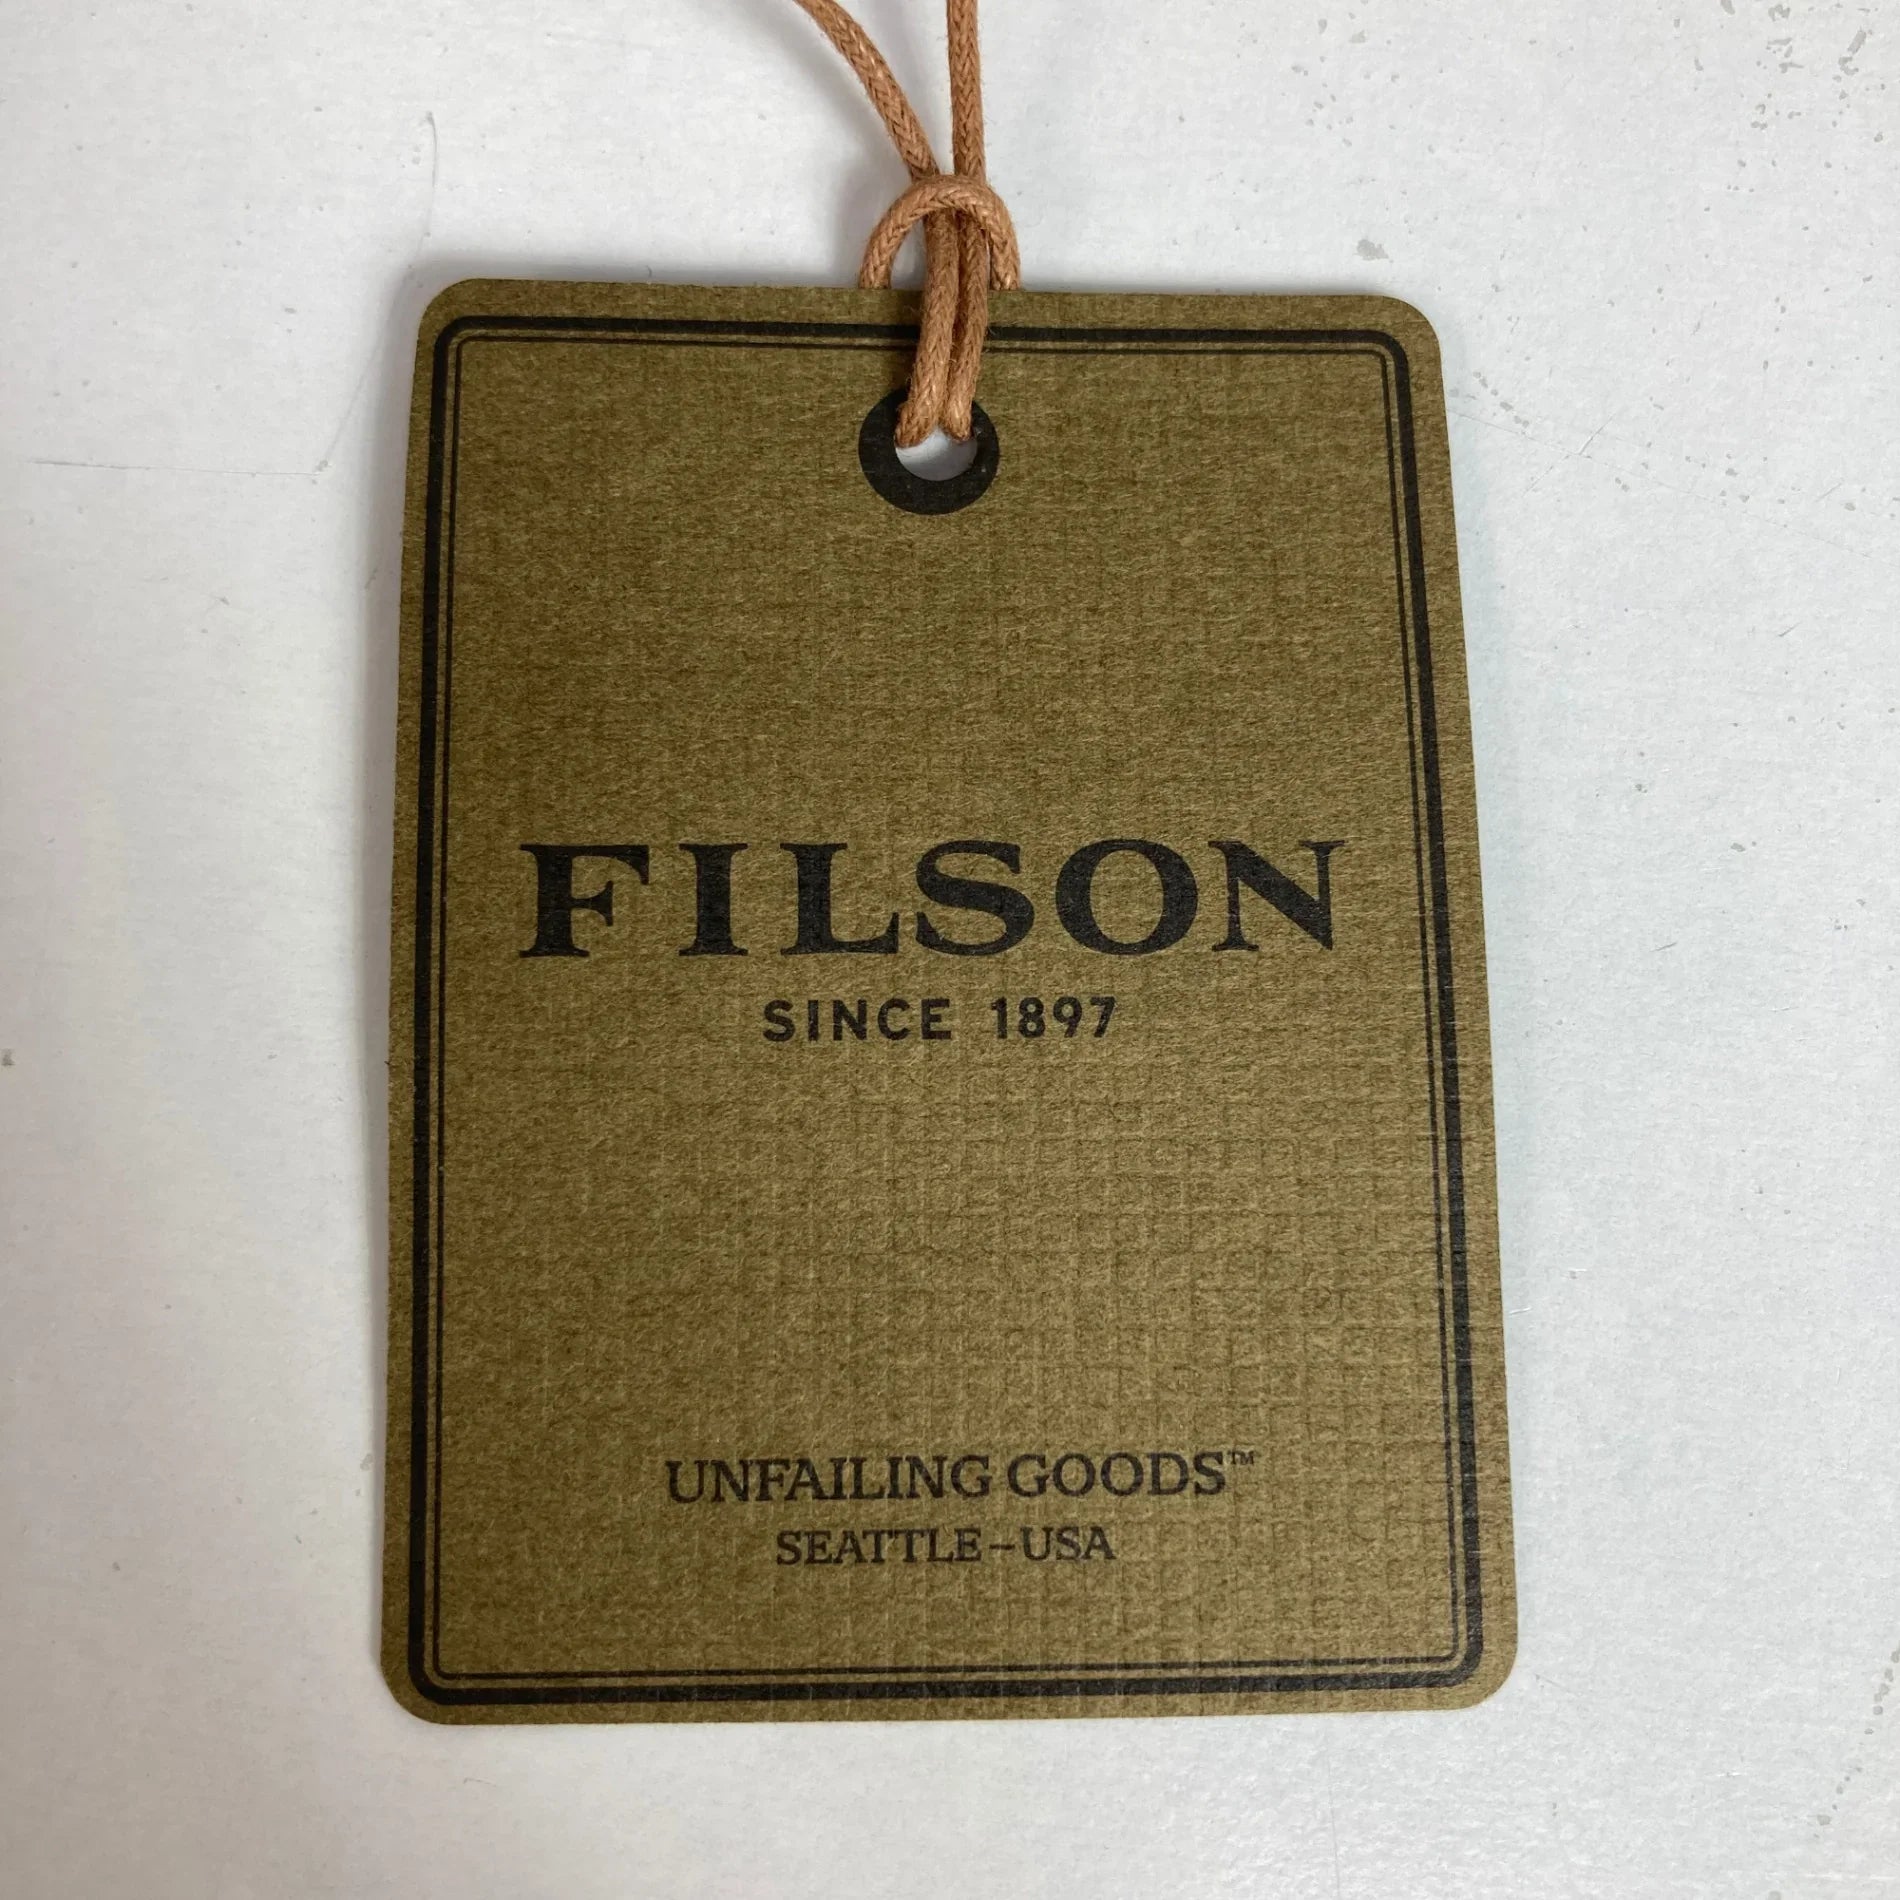 FILSON
SINCE 1897
UNFAILING GOODS™
SEATTLE–USA